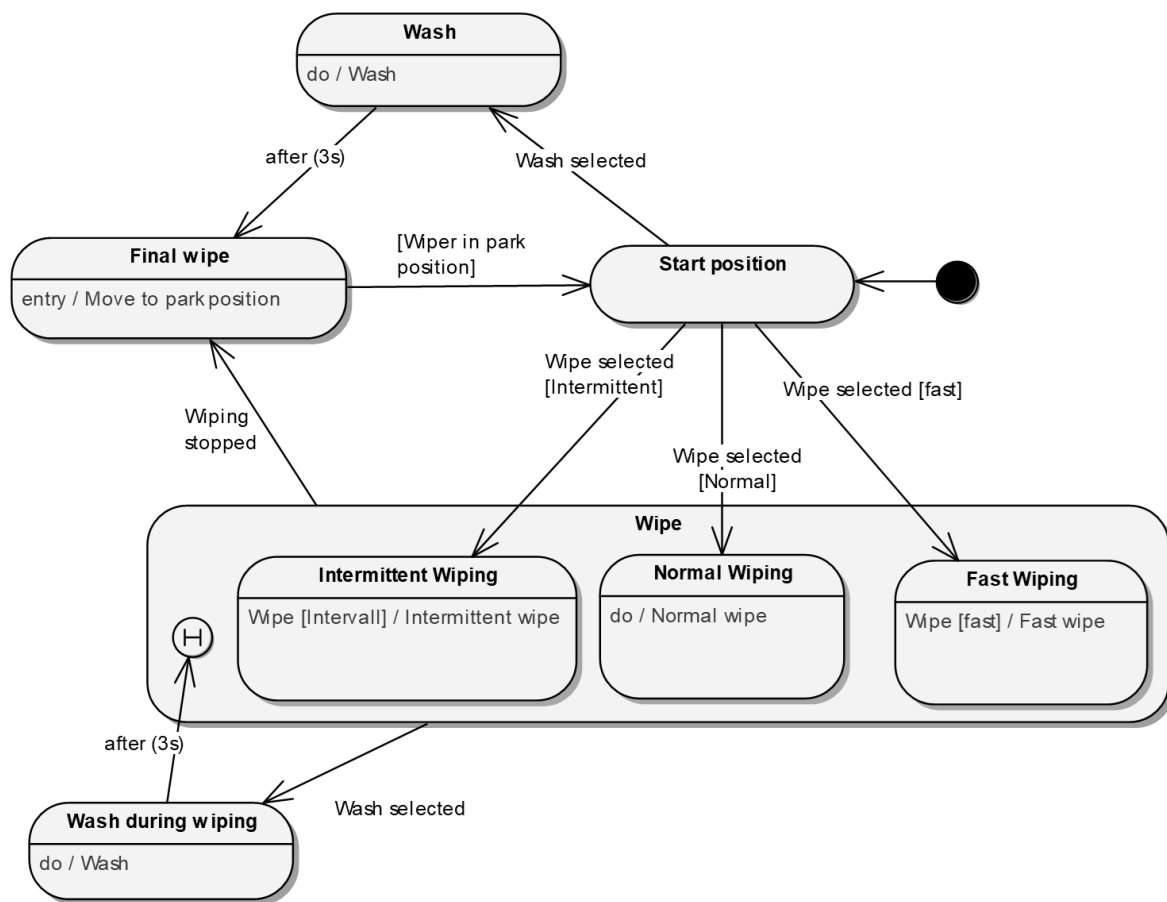 Wash
do / Wash
after (3s)
Wash selected
Final wipe
entry / Move to park position
[Wiper in park
position]
Start position
Wipe selected
[Intermittent]
Wipe selected [fast]
Wiping
stopped
Wipe selected
[Normal]
Wipe
Intermittent Wiping
Wipe [Intervall] / Intermittent wipe
Normal Wiping
do / Normal wipe
Fast Wiping
Wipe [fast] / Fast wipe
H
after (3s)
Wash selected
Wash during wiping
do / Wash